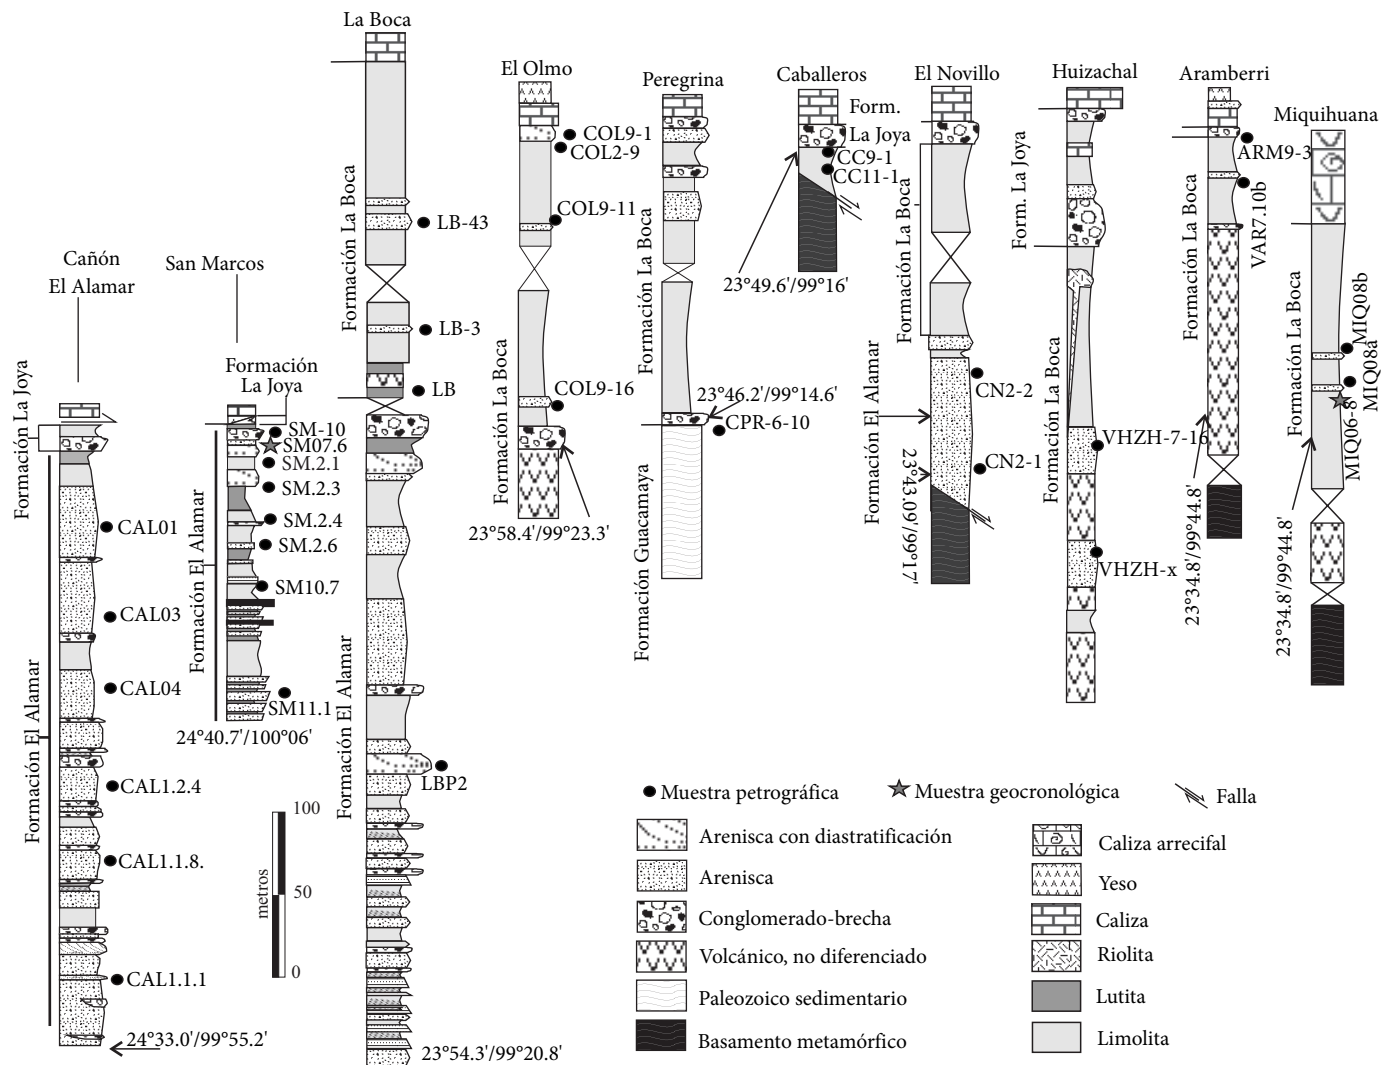 La Boca
El Olmo
Peregrina
Caballeros
El Novillo
Huizachal
Aramberri
Miquihuana
Cañón
El Alamar
San Marcos
Formación La Joya
CAL01
CAL03
CAL04
CAL1.2.4
CAL1.1.8.
CAL1.1.1
Formación El Alamar
24°33.0'/99°55.2'
Formación
La Joya
SM-10
SM07.6
SM.2.1
SM.2.3
SM.2.4
SM.2.6
SM10.7
SM11.1
Formación El Alamar
24°40.7'/100°06'
Formación La Boca
LB-43
LB-3
LB
Formación El Alamar
LBP2
23°54.3'/99°20.8'
COL9-1
COL2-9
COL9-11
COL9-16
Formación La Boca
23°58.4'/99°23.3'
Formación La Boca
23°46.2'/99°14.6'
CPR-6-10
Formación Guacamaya
Form.
La Joya
CC9-1
CC11-1
23°49.6'/99°16'
Formación La Boca
Formación El Alamar
CN2-2
CN2-1
23°43.09'/99°17'
Form. La Joya
Formación La Boca
VHZH-7-16
VHZH-x
ARM9-3
VAR7.10b
Formación La Boca
23°34.8'/99°44.8'
Formación La Boca
MIQ08b
MIQ08a
MIQ06-8
23°34.8'/99°44.8'
metros
100
50
0
Muestra petrográfica
Muestra geocronológica
Falla
Arenisca con diastratificación
Arenisca
Conglomerado-brecha
Volcánico, no diferenciado
Paleozoico sedimentario
Basamento metamórfico
Caliza arrecifal
Yeso
Caliza
Riolita
Lutita
Limolita